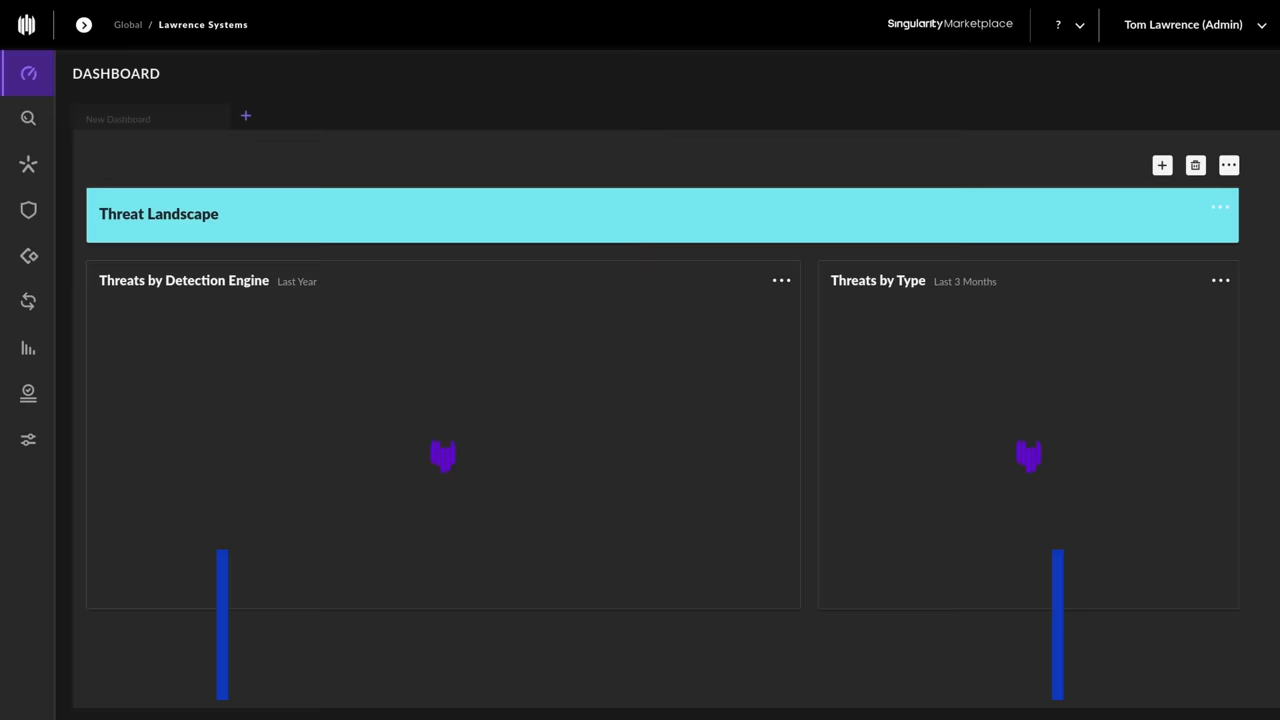 Global / Lawrence Systems
SingularityMarketplace
?
Tom Lawrence (Admin)
DASHBOARD
New Dashboard
Threat Landscape
Threats by Detection Engine Last Year
Threats by Type Last 3 Months